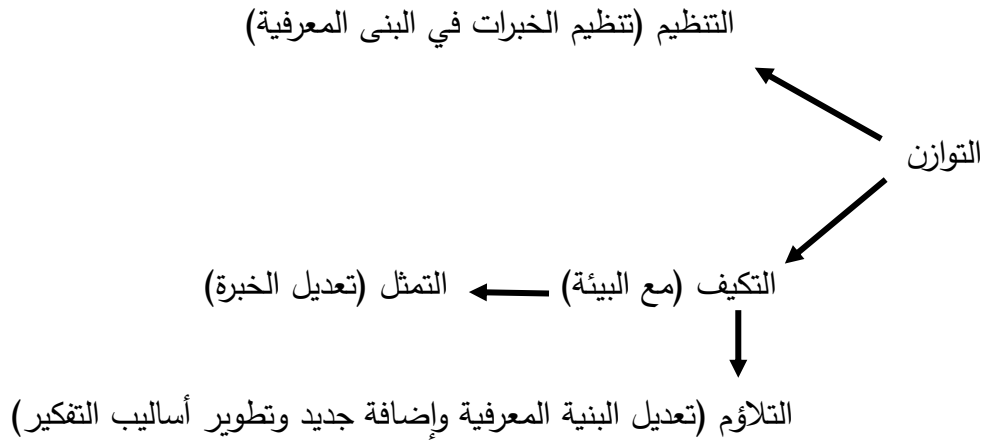 التنظيم (تنظيم الخبرات في البنى المعرفية)
التوازن
التكيف (مع البيئة) التمثل (تعديل الخبرة)
التلاؤم (تعديل البنية المعرفية وإضافة جديد وتطوير أساليب التفكير)